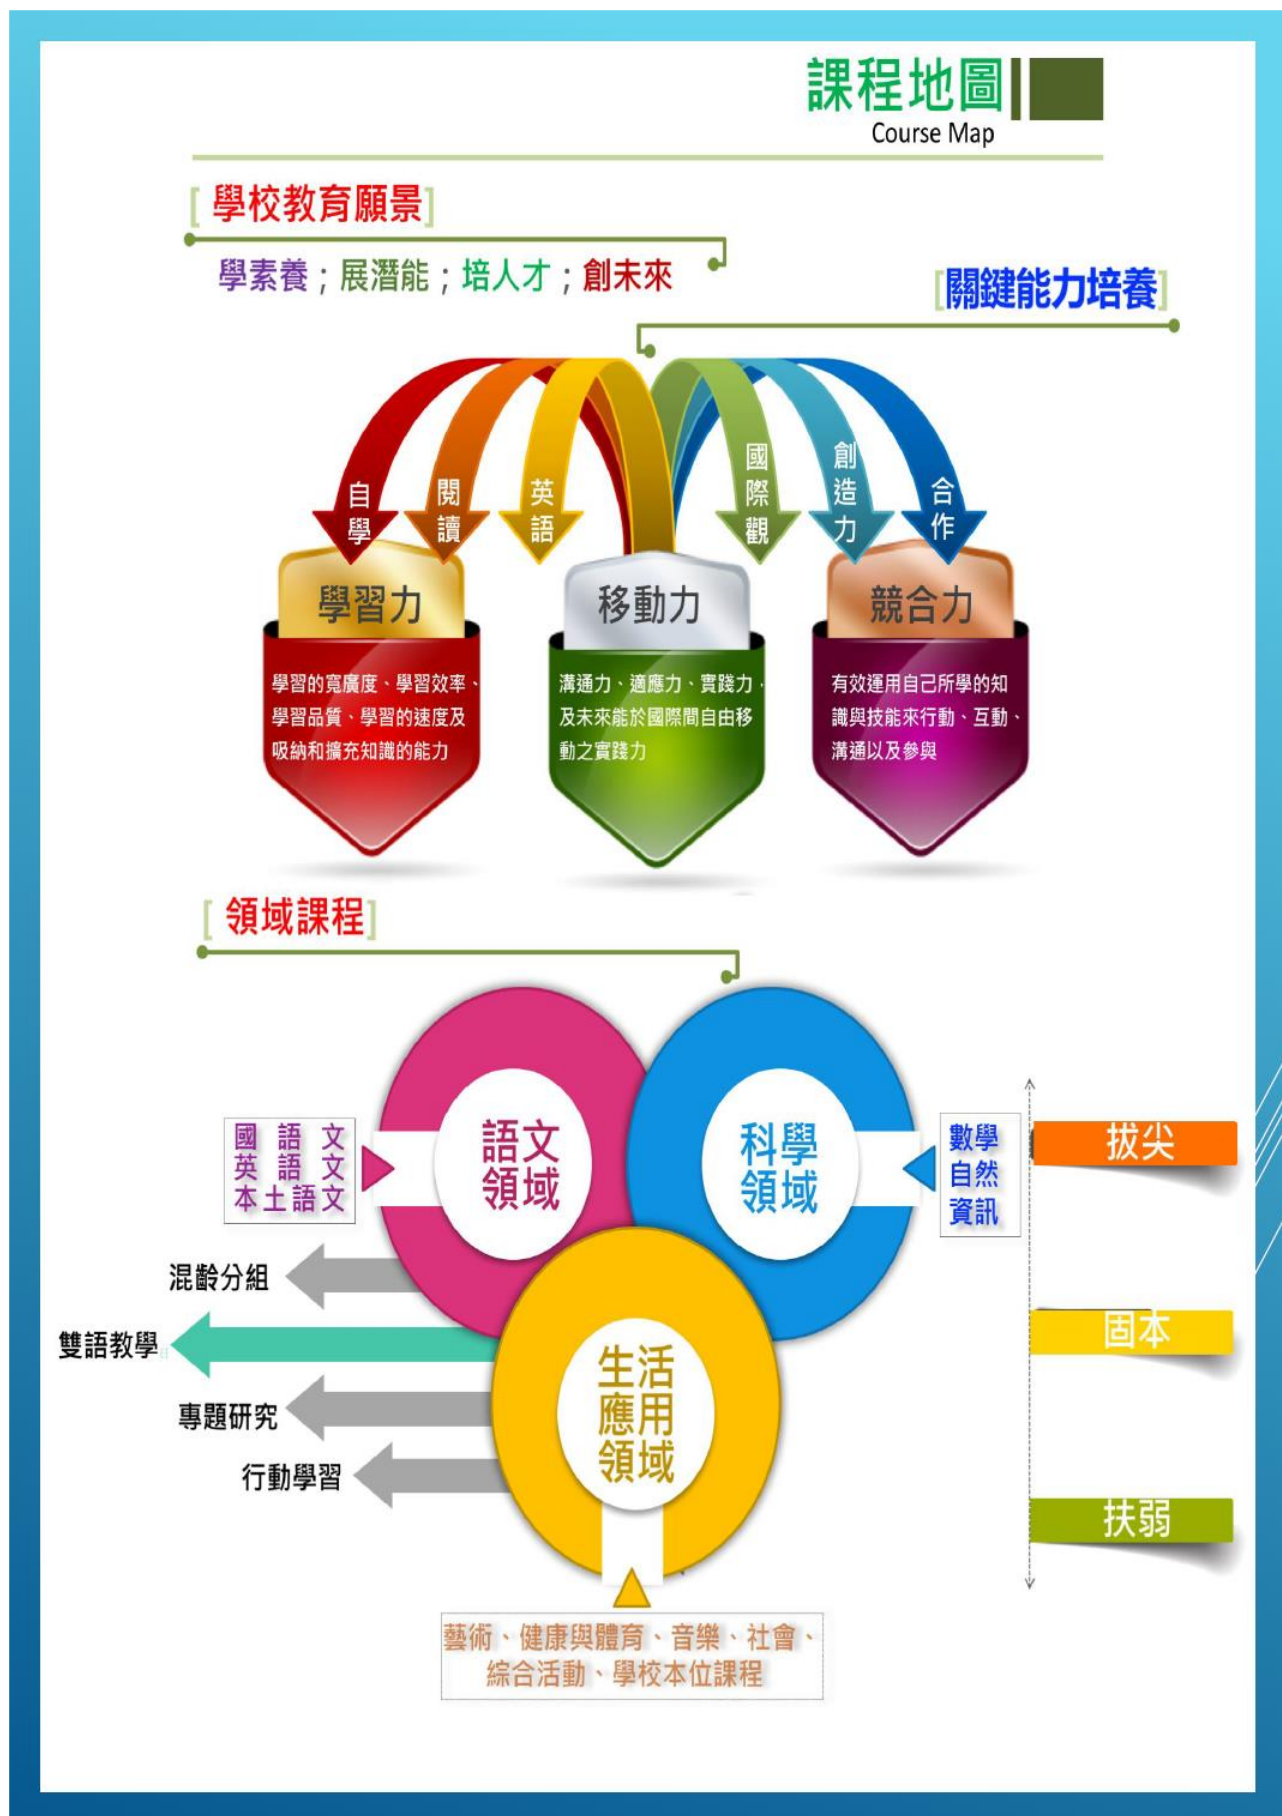 課程地圖
Course Map
[學校教育願景]
學素養；展潛能；培人才；創未來
[關鍵能力培養]
自學
閱讀
英語
國際觀
創造力
合作
學習力
學習的寬廣度、學習效率、
學習品質、學習的速度及
吸納和擴充知識的能力
移動力
溝通力、適應力、實踐力，
及未來能於國際間自由移
動之實踐力
競合力
有效運用自己所學的知
識與技能來行動、互動、
溝通以及參與
[領域課程]
國語文
英語文
本土語文
語文
領域
科學
領域
數學
自然
資訊
拔尖
混齡分組
雙語教學
專題研究
行動學習
生活
應用
領域
固本
扶弱
藝術、健康與體育、音樂、社會、
綜合活動、學校本位課程